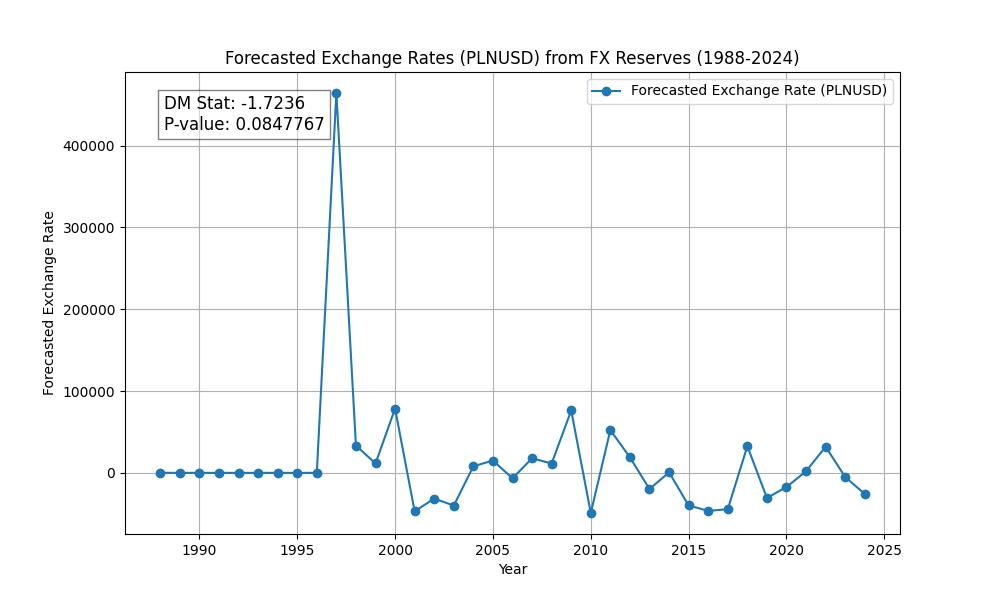 Forecasted Exchange Rates (PLNUSD) from FX Reserves (1988-2024)
DM Stat: -1.7236
P-value: 0.0847767
Forecasted Exchange Rate (PLNUSD)
Forecasted Exchange Rate
400000
300000
200000
100000
0
1990 1995 2000 2005 2010 2015 2020 2025
Year